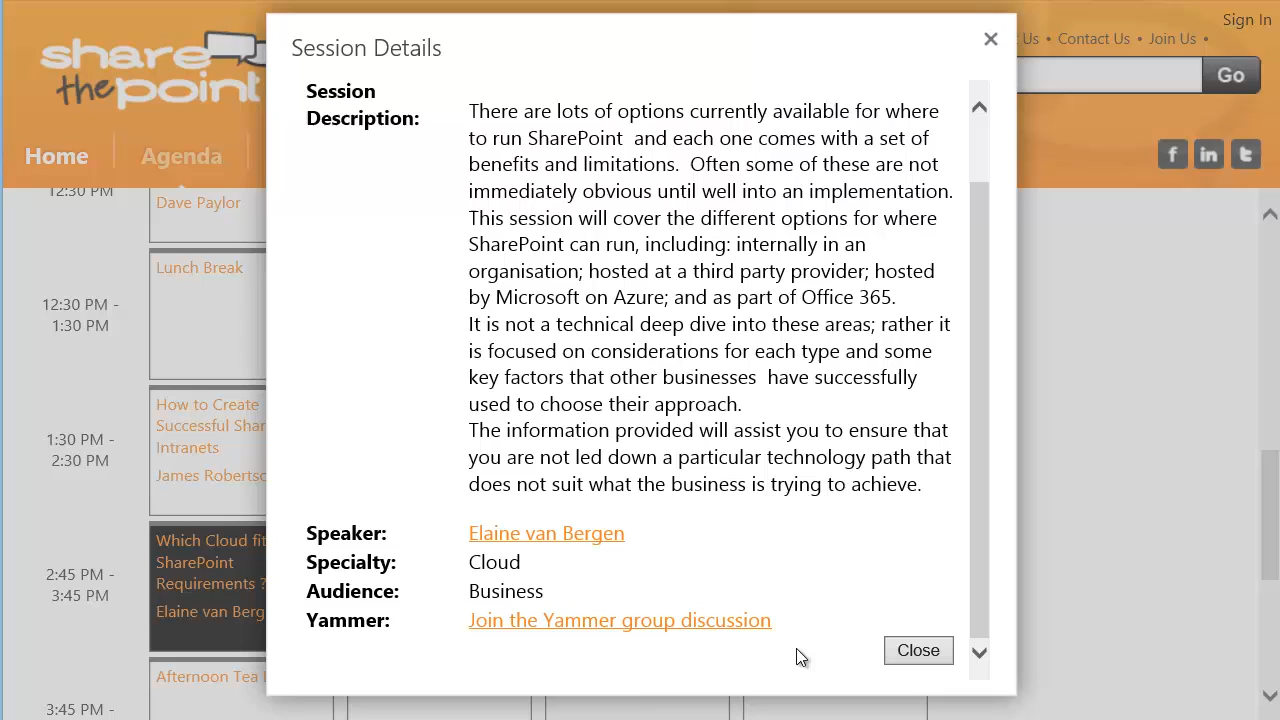 Sign In
share
the point
Us • Contact Us • Join Us •
Go
Home
Agenda
f in t
12:30 PM
Dave Paylor
Lunch Break
12:30 PM -
1:30 PM
How to Create
Successful Shar
Intranets
James Robertso
1:30 PM -
2:30 PM
Which Cloud fit
SharePoint
Requirements ?
Elaine van Berg
2:45 PM -
3:45 PM
Afternoon Tea
3:45 PM -
Session Details
Session
Description:
There are lots of options currently available for where
to run SharePoint  and each one comes with a set of
benefits and limitations.  Often some of these are not
immediately obvious until well into an implementation.
This session will cover the different options for where
SharePoint can run, including: internally in an
organisation; hosted at a third party provider; hosted
by Microsoft on Azure; and as part of Office 365.
It is not a technical deep dive into these areas; rather it
is focused on considerations for each type and some
key factors that other businesses  have successfully
used to choose their approach.
The information provided will assist you to ensure that
you are not led down a particular technology path that
does not suit what the business is trying to achieve.
Speaker: Elaine van Bergen
Specialty: Cloud
Audience: Business
Yammer: Join the Yammer group discussion
Close